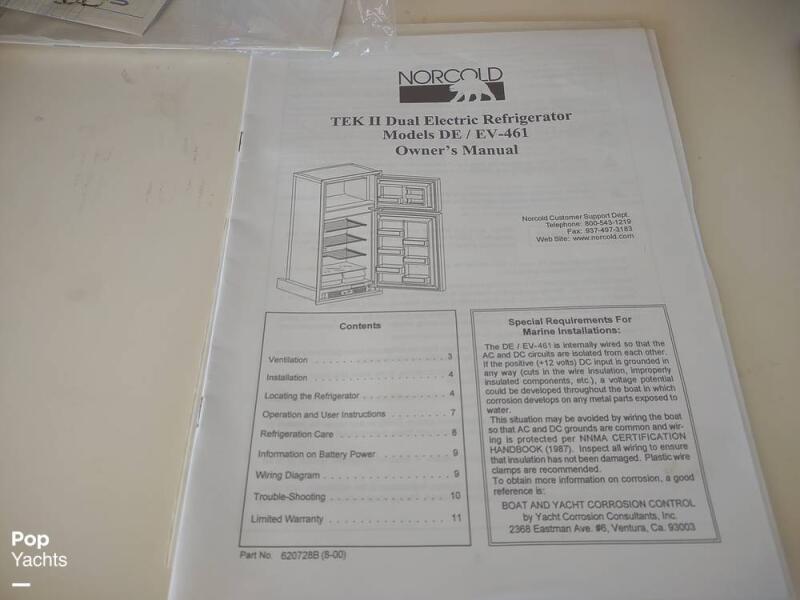 NORCOLD
TEK II Dual Electric Refrigerator
Models DE / EV-461
Owner's Manual
Norcold Customer Support Dept.
Telephone: 800-543-1219
Fax: 937-497-3183
Web Site: www.norcold.com
Contents
Ventilation . . . . . . . . . . . . . . . . . . . . 3
Installation . . . . . . . . . . . . . . . . . . . . 4
Locating the Refrigerator . . . . . . . . . . . . . 4
Operation and User Instructions . . . . . . . . . 7
Refrigeration Care . . . . . . . . . . . . . . . . 8
Information on Battery Power . . . . . . . . . . . 9
Wiring Diagram . . . . . . . . . . . . . . . . . . 9
Trouble-Shooting . . . . . . . . . . . . . . . . . 10
Limited Warranty . . . . . . . . . . . . . . . . . 11
Special Requirements For
Marine Installations:
The DE / EV-461 is internally wired so that the
AC and DC circuits are isolated from each other.
If the positive (+12 volts) DC input is grounded in
any way (cuts in the wire insulation, improperly
insulated components, etc.), a voltage potential
could be developed throughout the boat in which
corrosion develops on any metal parts exposed to
water.
This situation may be avoided by wiring the boat
so that AC and DC grounds are common and wir-
ing is protected per NNMA CERTIFICATION
HANDBOOK (1987). Inspect all wiring to ensure
that insulation has not been damaged. Plastic wire
clamps are recommended.
To obtain more information on corrosion, a good
reference is:
BOAT AND YACHT CORROSION CONTROL
by Yacht Corrosion Consultants, Inc.
2368 Eastman Ave. #6, Ventura, Ca. 93003
Part No. 620728B (8-00)
Pop
Yachts